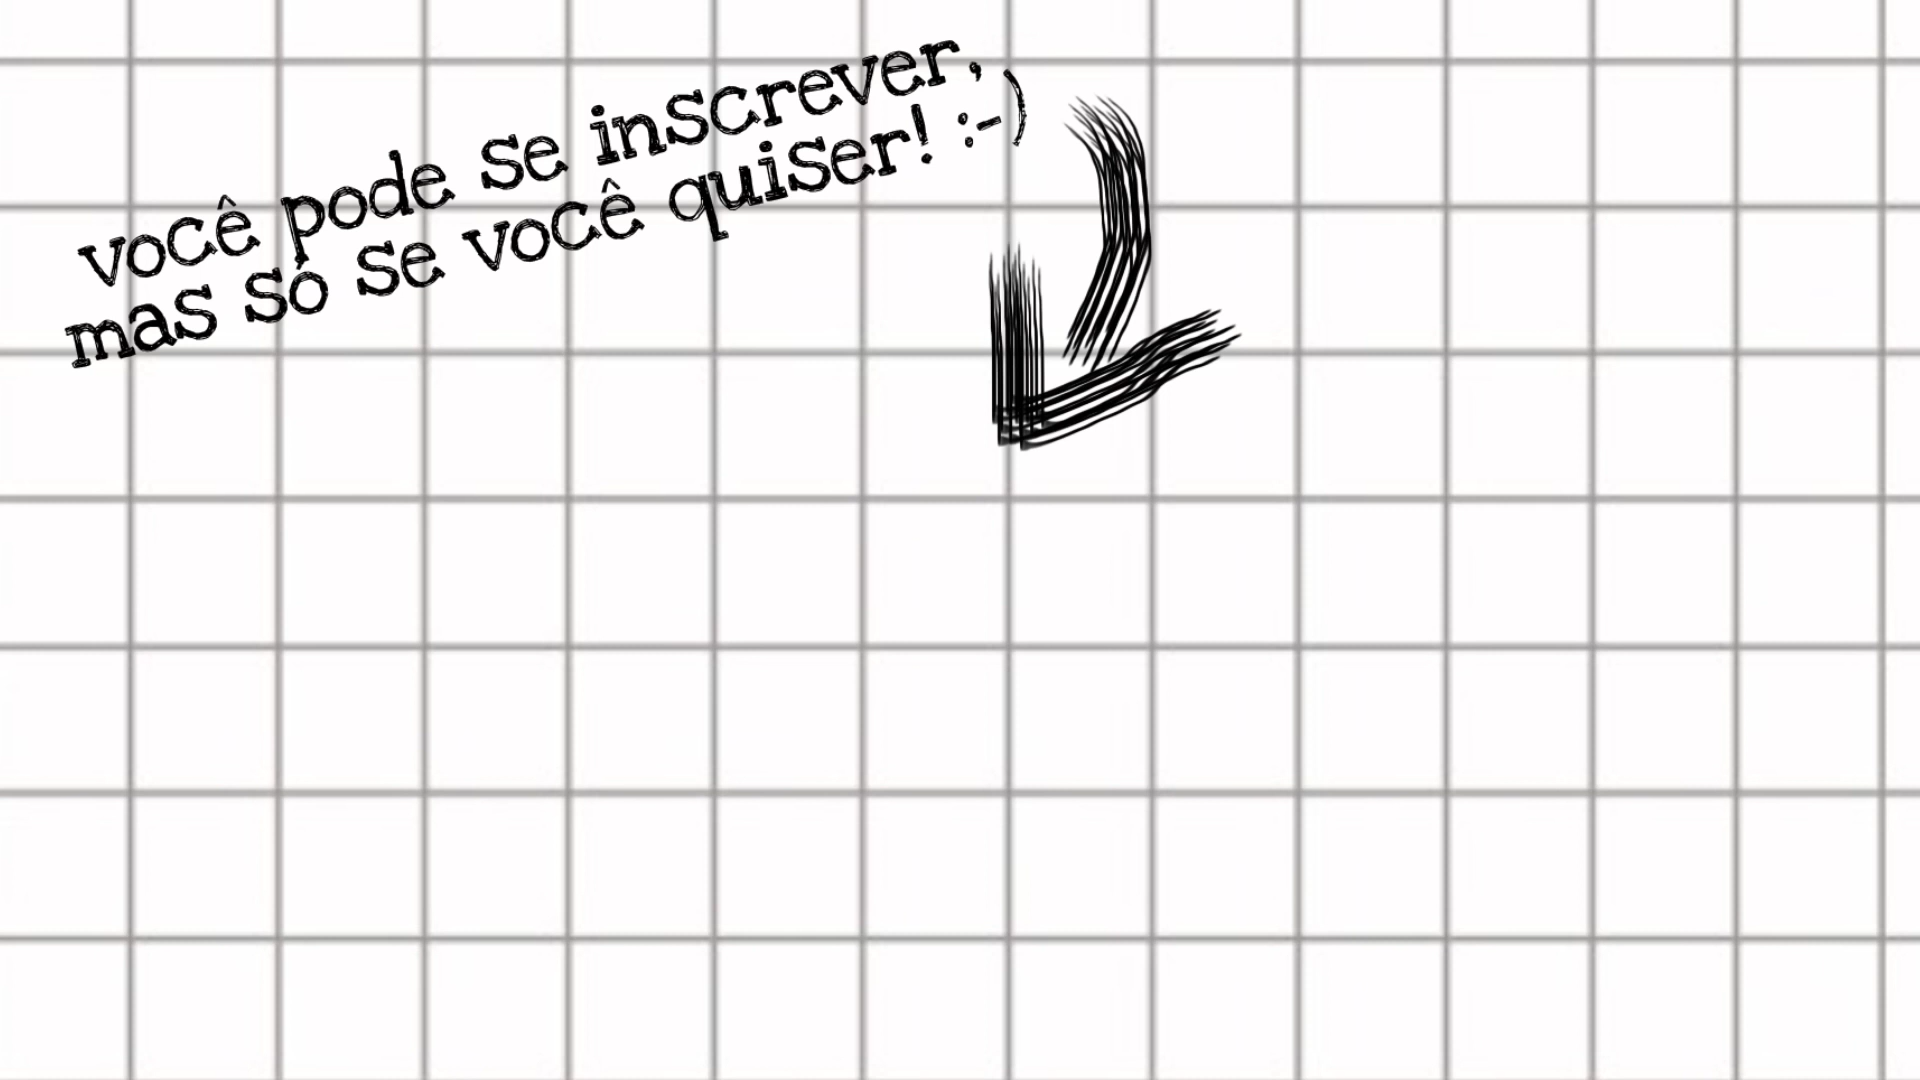 você pode se inscrever,
mas só se você quiser! :-)